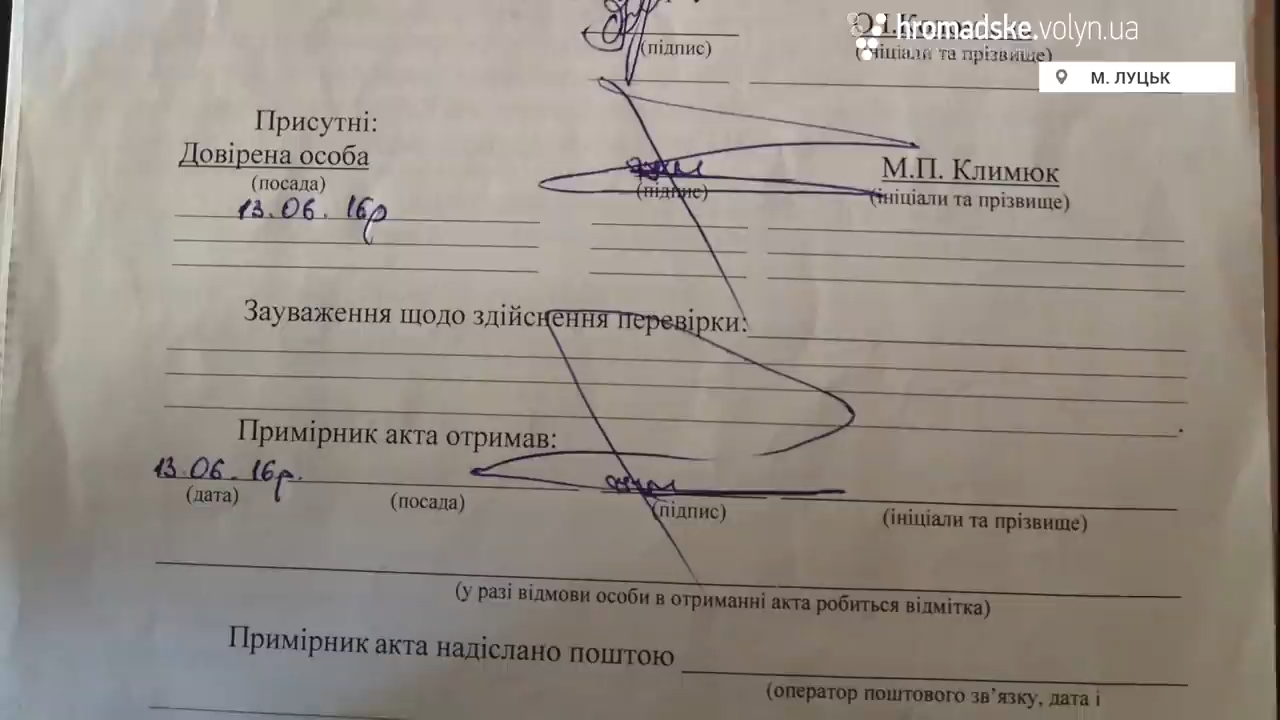 hromadske.volyn.ua
(підпис)
(ініціали та прізвище)
М. ЛУЦЬК
Присутні:
Довірена особа
М.П. Климюк
(посада)
(підпис)
(ініціали та прізвище)
13.06.16р
Зауваження щодо здійснення перевірки:
.
Примірник акта отримав:
13.06.16р.
(дата)
(посада)
(підпис)
(ініціали та прізвище)
(у разі відмови особи в отриманні акта робиться відмітка)
Примірник акта надіслано поштою
(оператор поштового зв’язку, дата і